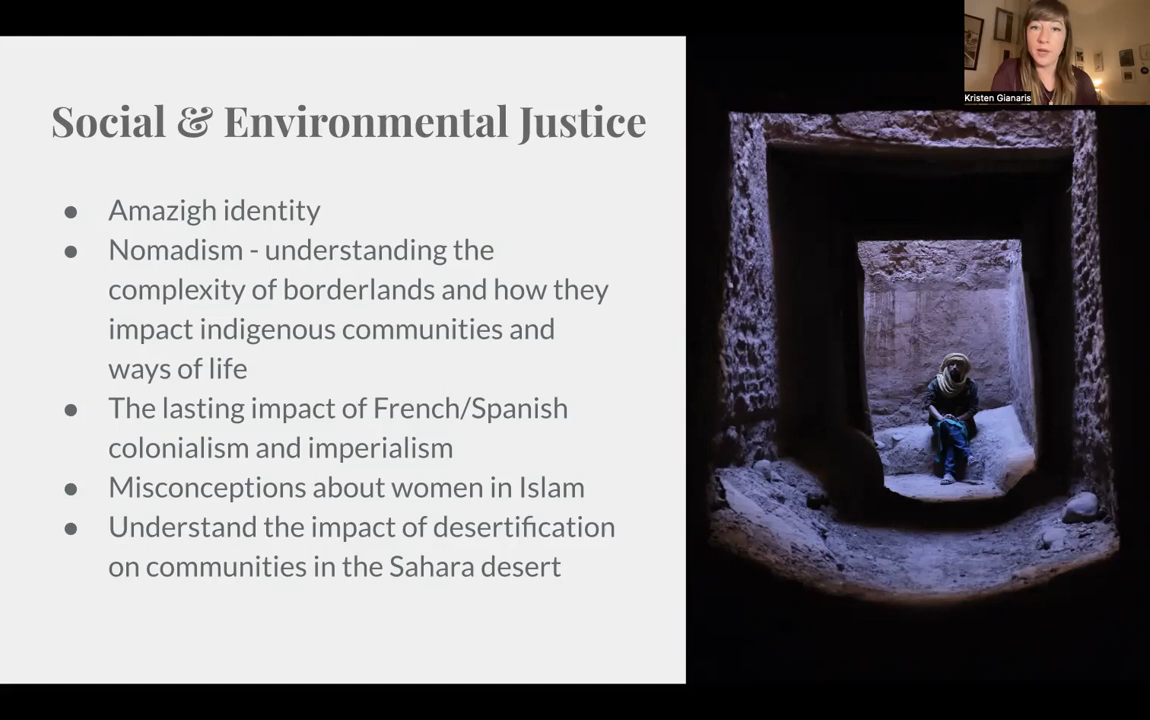 Kristen Gianaris
Social & Environmental Justice
● Amazigh identity
● Nomadism - understanding the
complexity of borderlands and how they
impact indigenous communities and
ways of life
● The lasting impact of French/Spanish
colonialism and imperialism
● Misconceptions about women in Islam
● Understand the impact of desertification
on communities in the Sahara desert